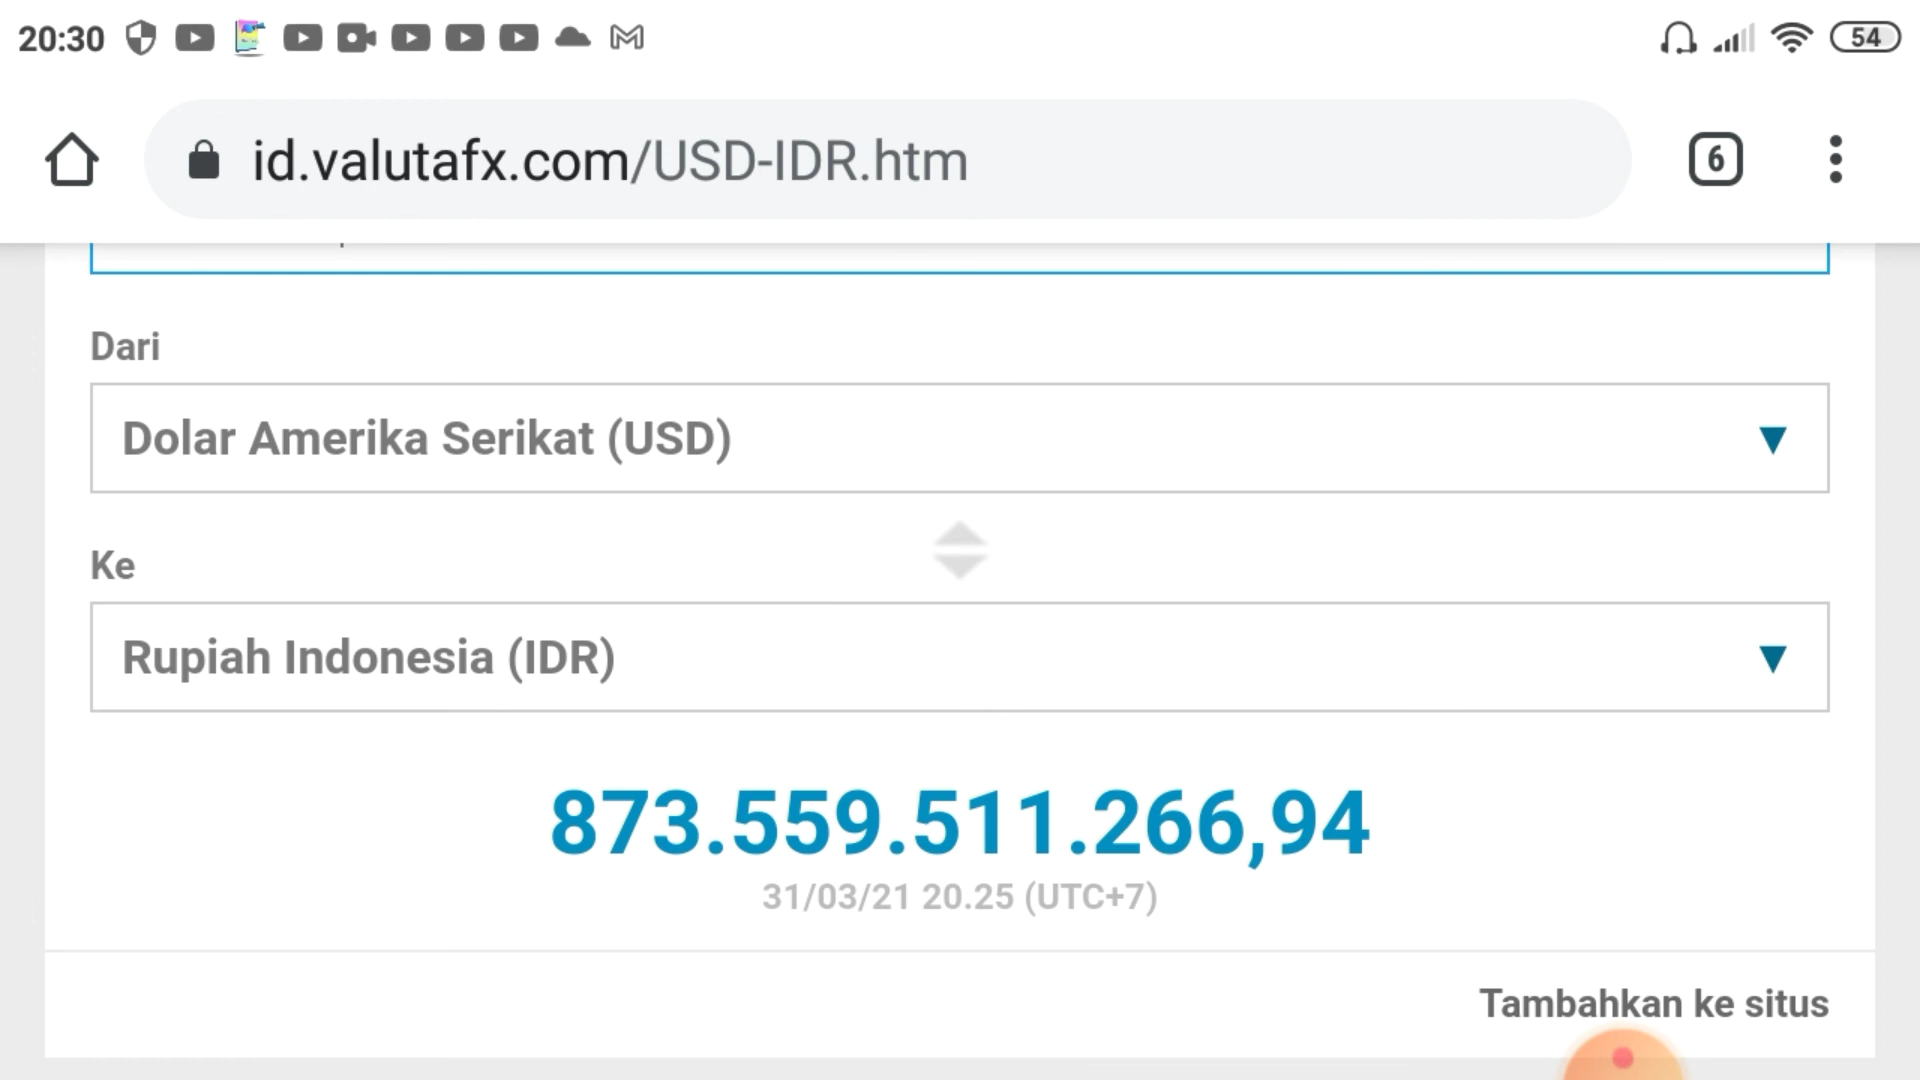 20:30
54
id.valutafx.com/USD-IDR.htm
6
Dari
Dolar Amerika Serikat (USD)
Ke
Rupiah Indonesia (IDR)
873.559.511.266,94
31/03/21 20.25 (UTC+7)
Tambahkan ke situs